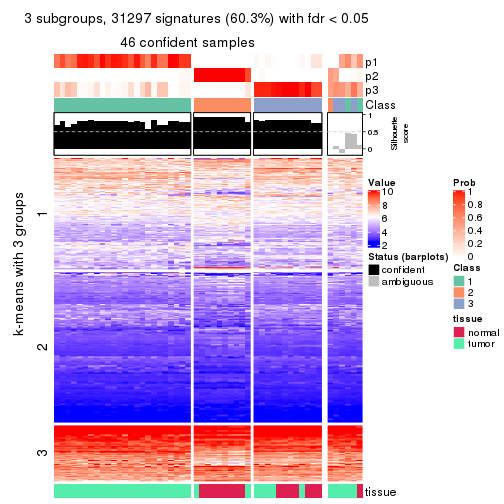 3 subgroups, 31297 signatures (60.3%) with fdr < 0.05
46 confident samples
p1
p2
p3
Class
1
0.5
0
Silhouette
score
k-means with 3 groups
1
2
3
tissue
Value
10
8
6
4
2
Status (barplots)
confident
ambiguous
Prob
1
0.8
0.6
0.4
0.2
0
Class
1
2
3
tissue
normal
tumor